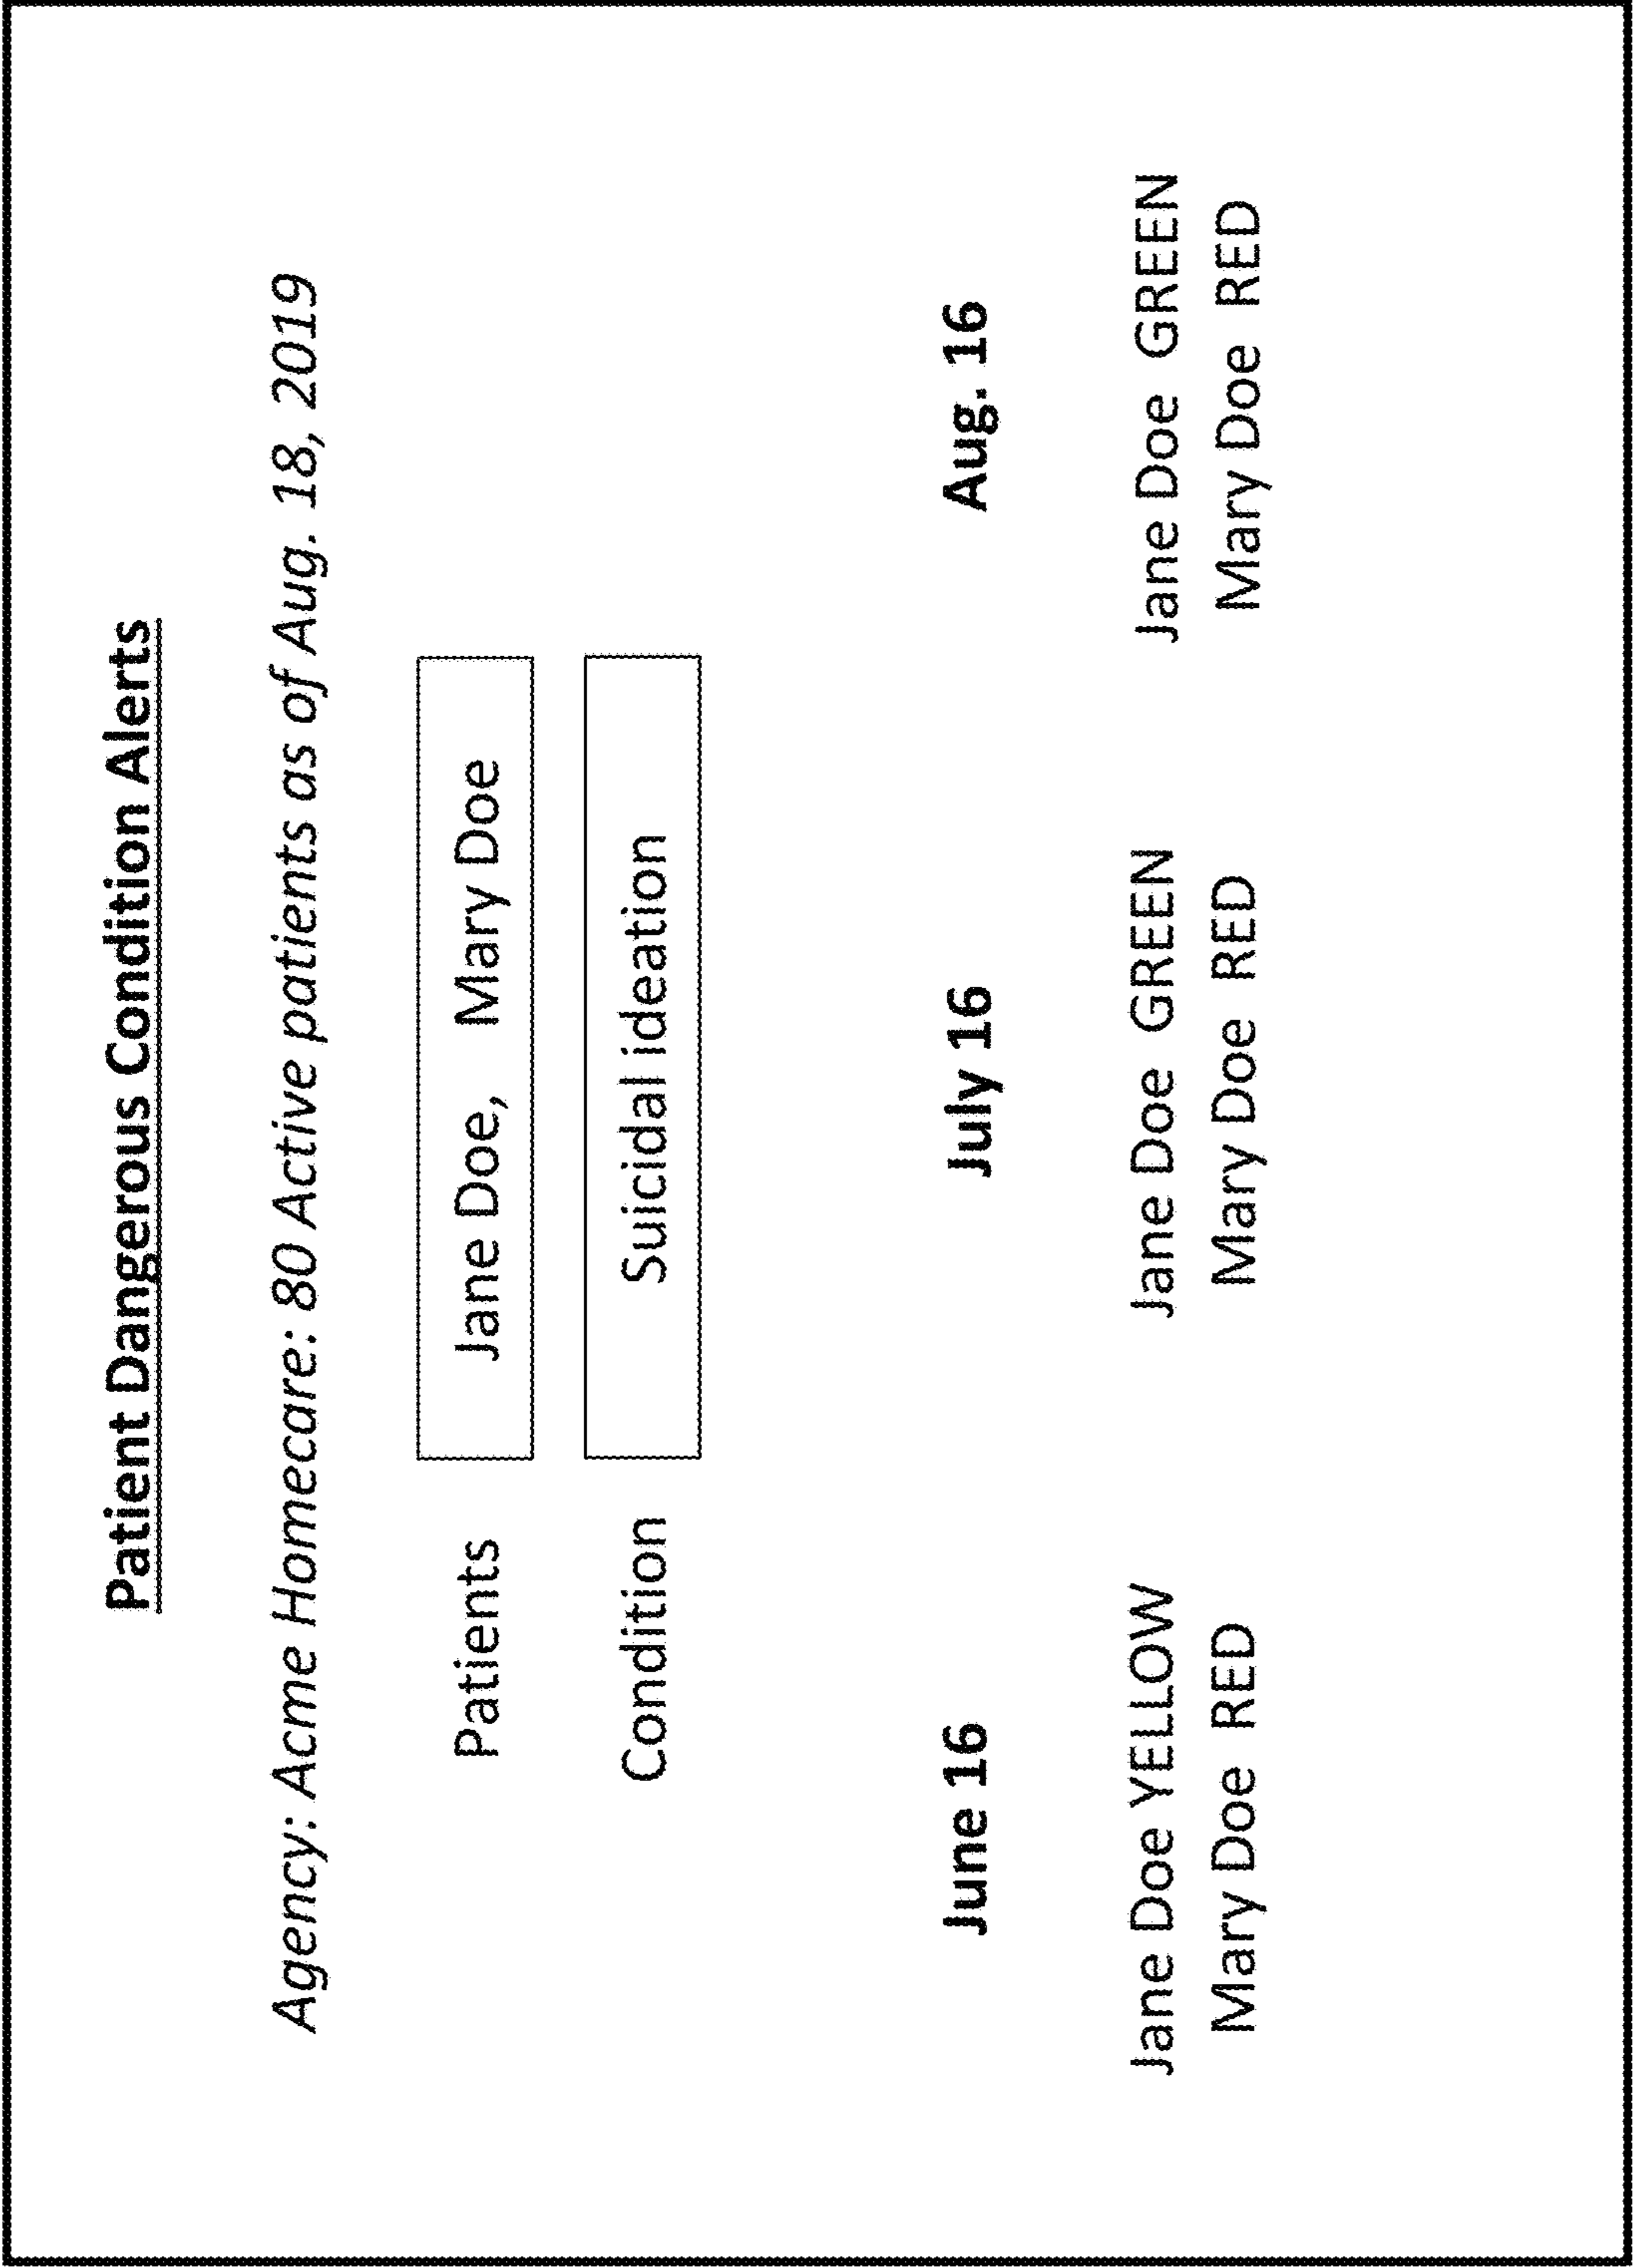 Patient Dangerous Condition Alerts
Agency: Acme Homecare: 80 Active patients as of Aug. 18, 2019
Patients Jane Doe, Mary Doe
Condition Suicidal ideation
June 16 July 16 Aug. 16
Jane Doe YELLOW Jane Doe GREEN Jane Doe GREEN
Mary Doe RED Mary Doe RED Mary Doe RED